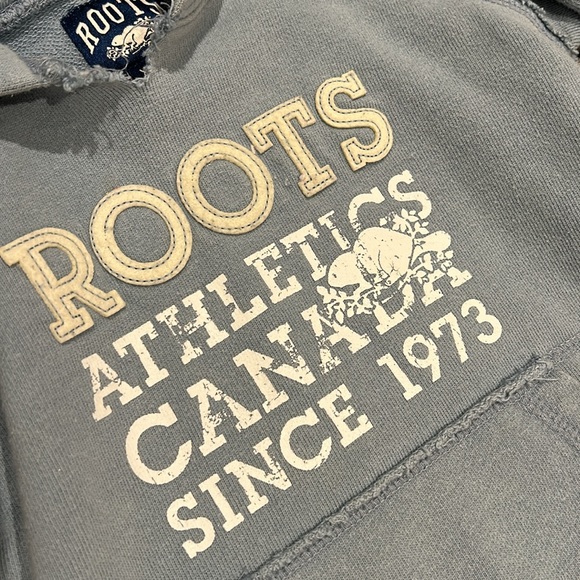 ROOTS
ROOTS
ATHLETICS
CANADA
SINCE 1973